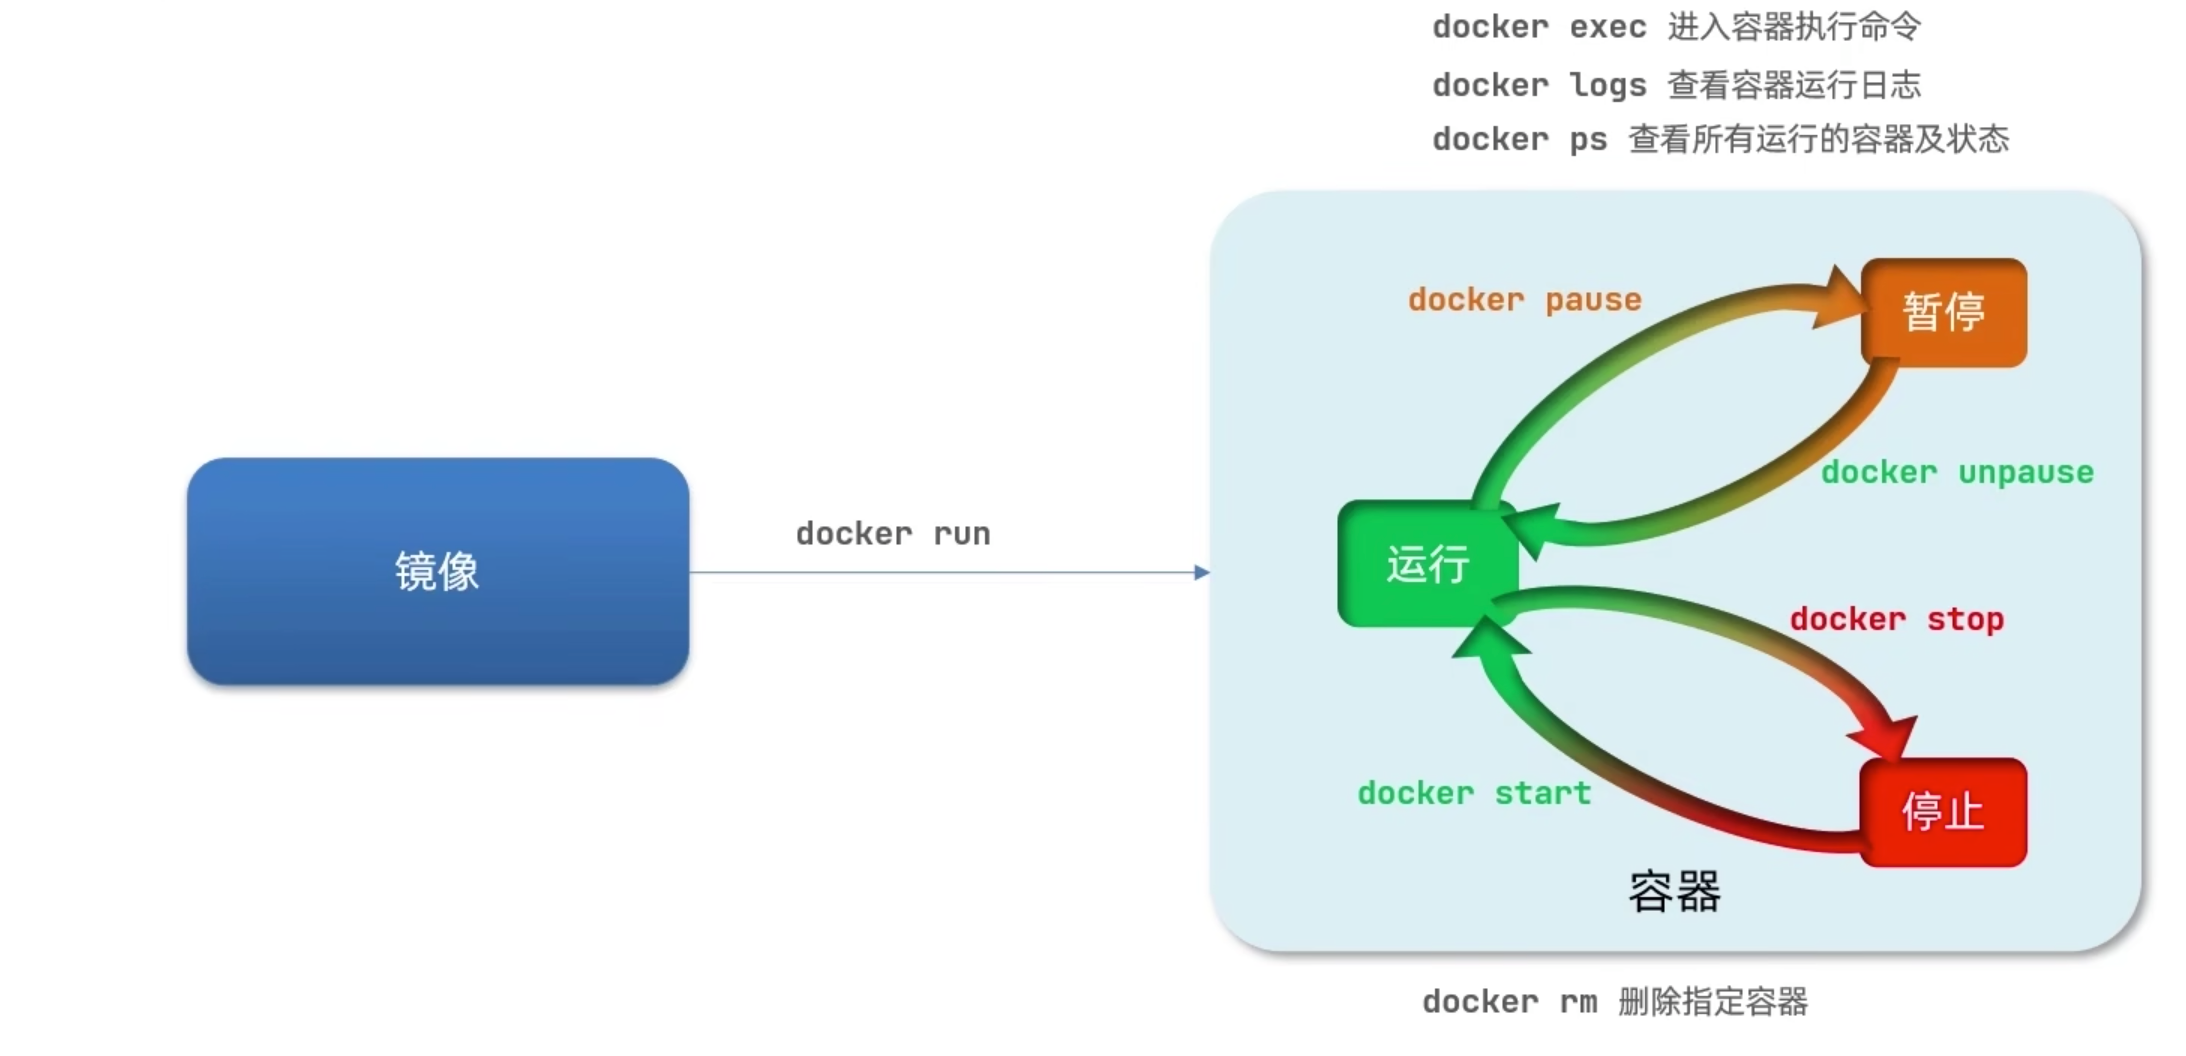 docker exec 进入容器执行命令
docker logs 查看容器运行日志
docker ps 查看所有运行的容器及状态
docker pause
暂停
docker unpause
镜像
docker run
运行
docker stop
docker start
停止
容器
docker rm 删除指定容器